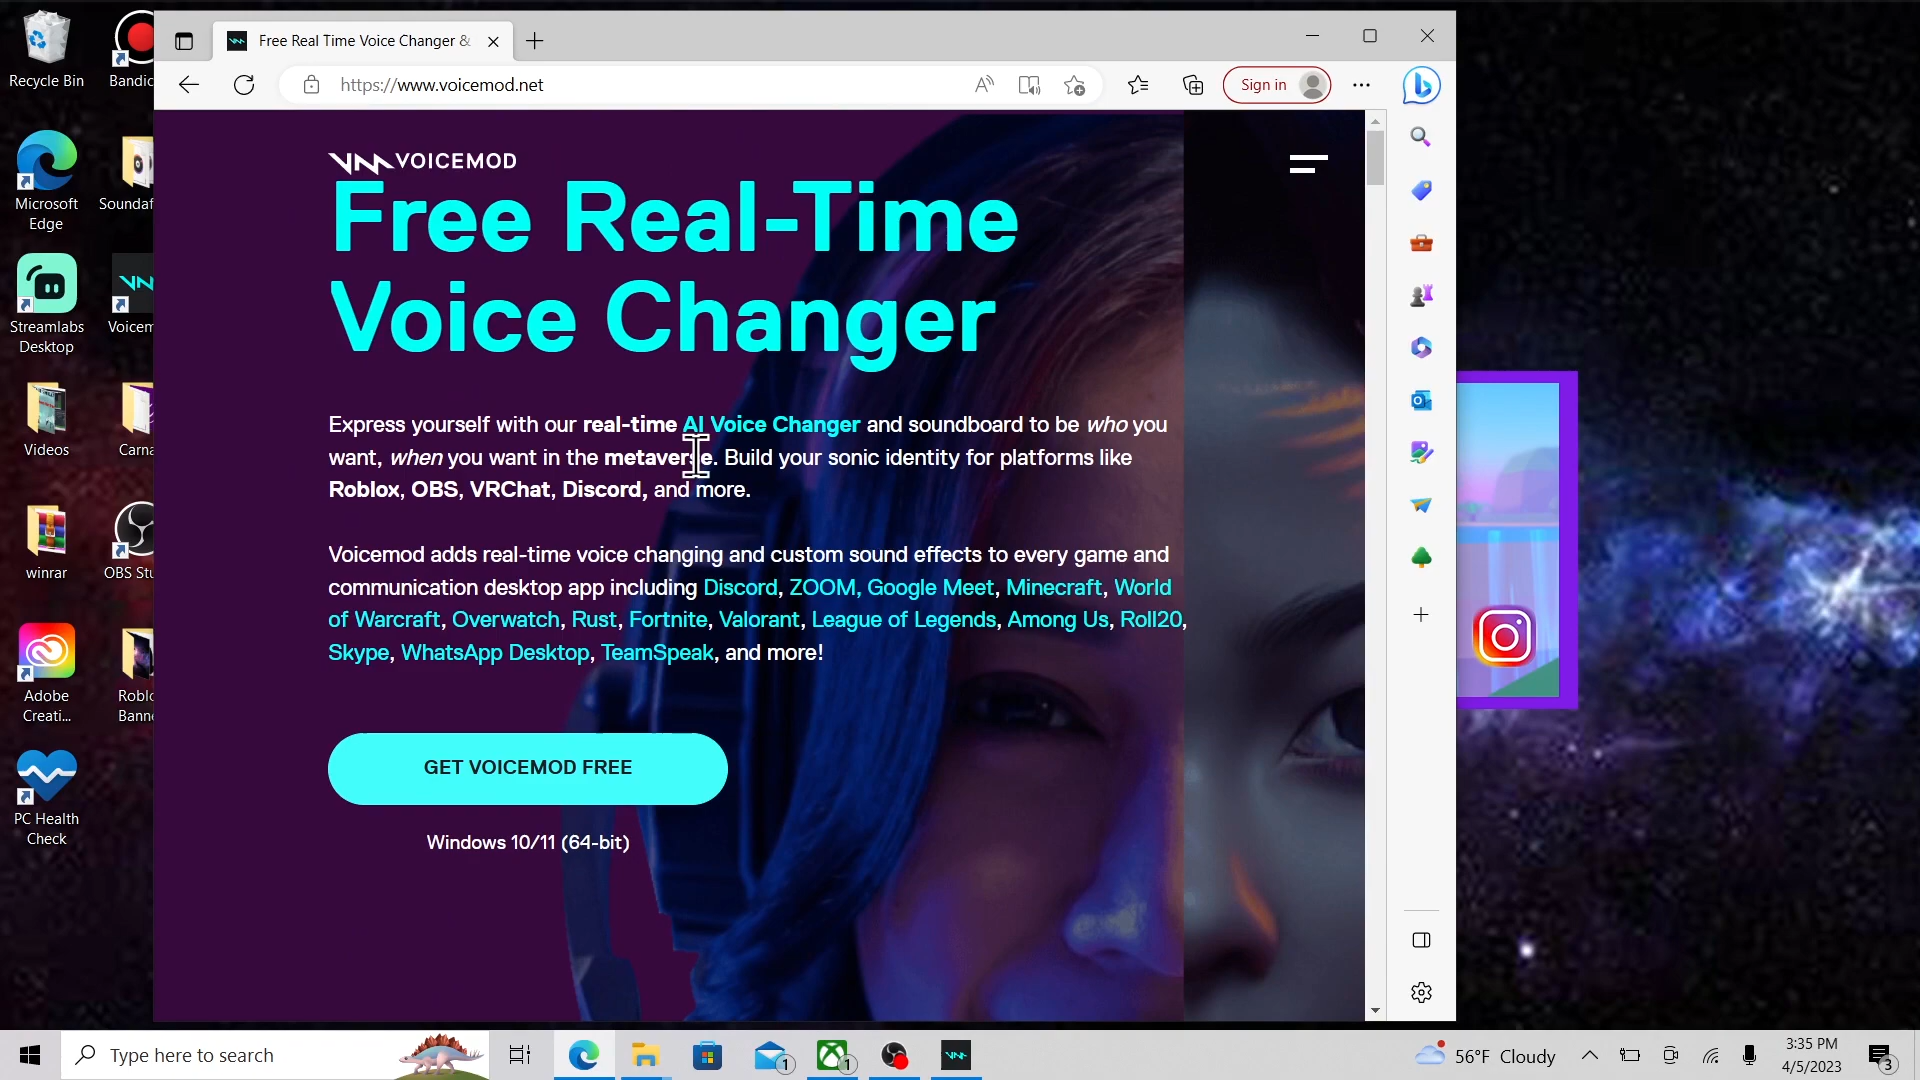 Recycle Bin
Bandic
Microsoft
Edge
Soundaf
Streamlabs
Desktop
Voicem
Videos
Carna
winrar
OBS Stu
Adobe
Creati...
Roblo
Banne
PC Health
Check
Free Real Time Voice Changer &
https://www.voicemod.net
Sign in
VOICEMOD
Free Real-Time
Voice Changer
Express yourself with our real-time AI Voice Changer and soundboard to be who you
want, when you want in the metaverse. Build your sonic identity for platforms like
Roblox, OBS, VRChat, Discord, and more.
Voicemod adds real-time voice changing and custom sound effects to every game and
communication desktop app including Discord, ZOOM, Google Meet, Minecraft, World
of Warcraft, Overwatch, Rust, Fortnite, Valorant, League of Legends, Among Us, Roll20,
Skype, WhatsApp Desktop, TeamSpeak, and more!
GET VOICEMOD FREE
Windows 10/11 (64-bit)
Type here to search
1
1
56°F Cloudy
3:35 PM
4/5/2023
3